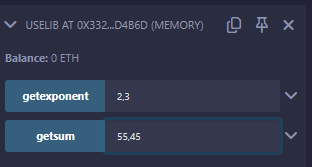 USELIB AT 0X332...D4B6D (MEMORY)
Balance: 0 ETH
getexponent 2,3
getsum 55,45